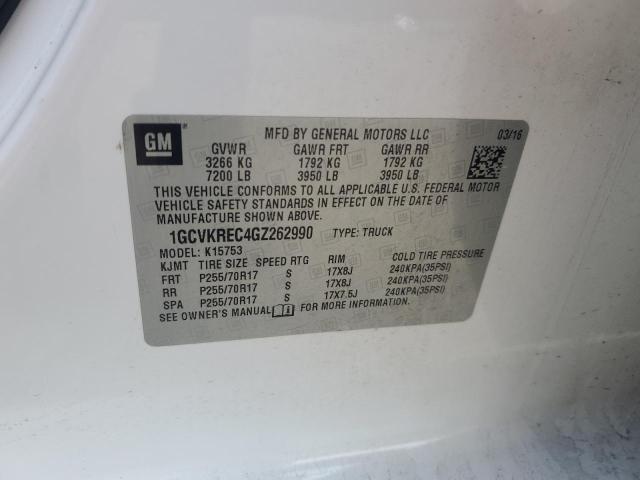 GM
MFD BY GENERAL MOTORS LLC 03/16
GVWR GAWR FRT GAWR RR
3266 KG 1792 KG 1792 KG
7200 LB 3950 LB 3950 LB
THIS VEHICLE CONFORMS TO ALL APPLICABLE U.S. FEDERAL MOTOR
VEHICLE SAFETY STANDARDS IN EFFECT ON THE DATE OF
MANUFACTURE SHOWN ABOVE.
1GCVKREC4GZ262990 TYPE: TRUCK
MODEL: K15753
KJMT TIRE SIZE SPEED RTG RIM COLD TIRE PRESSURE
FRT P255/70R17 S 17X8J 240KPA(35PSI)
RR P255/70R17 S 17X8J 240KPA(35PSI)
SPA P255/70R17 S 17X7.5J 240KPA(35PSI)
SEE OWNER'S MANUAL FOR MORE INFORMATION.